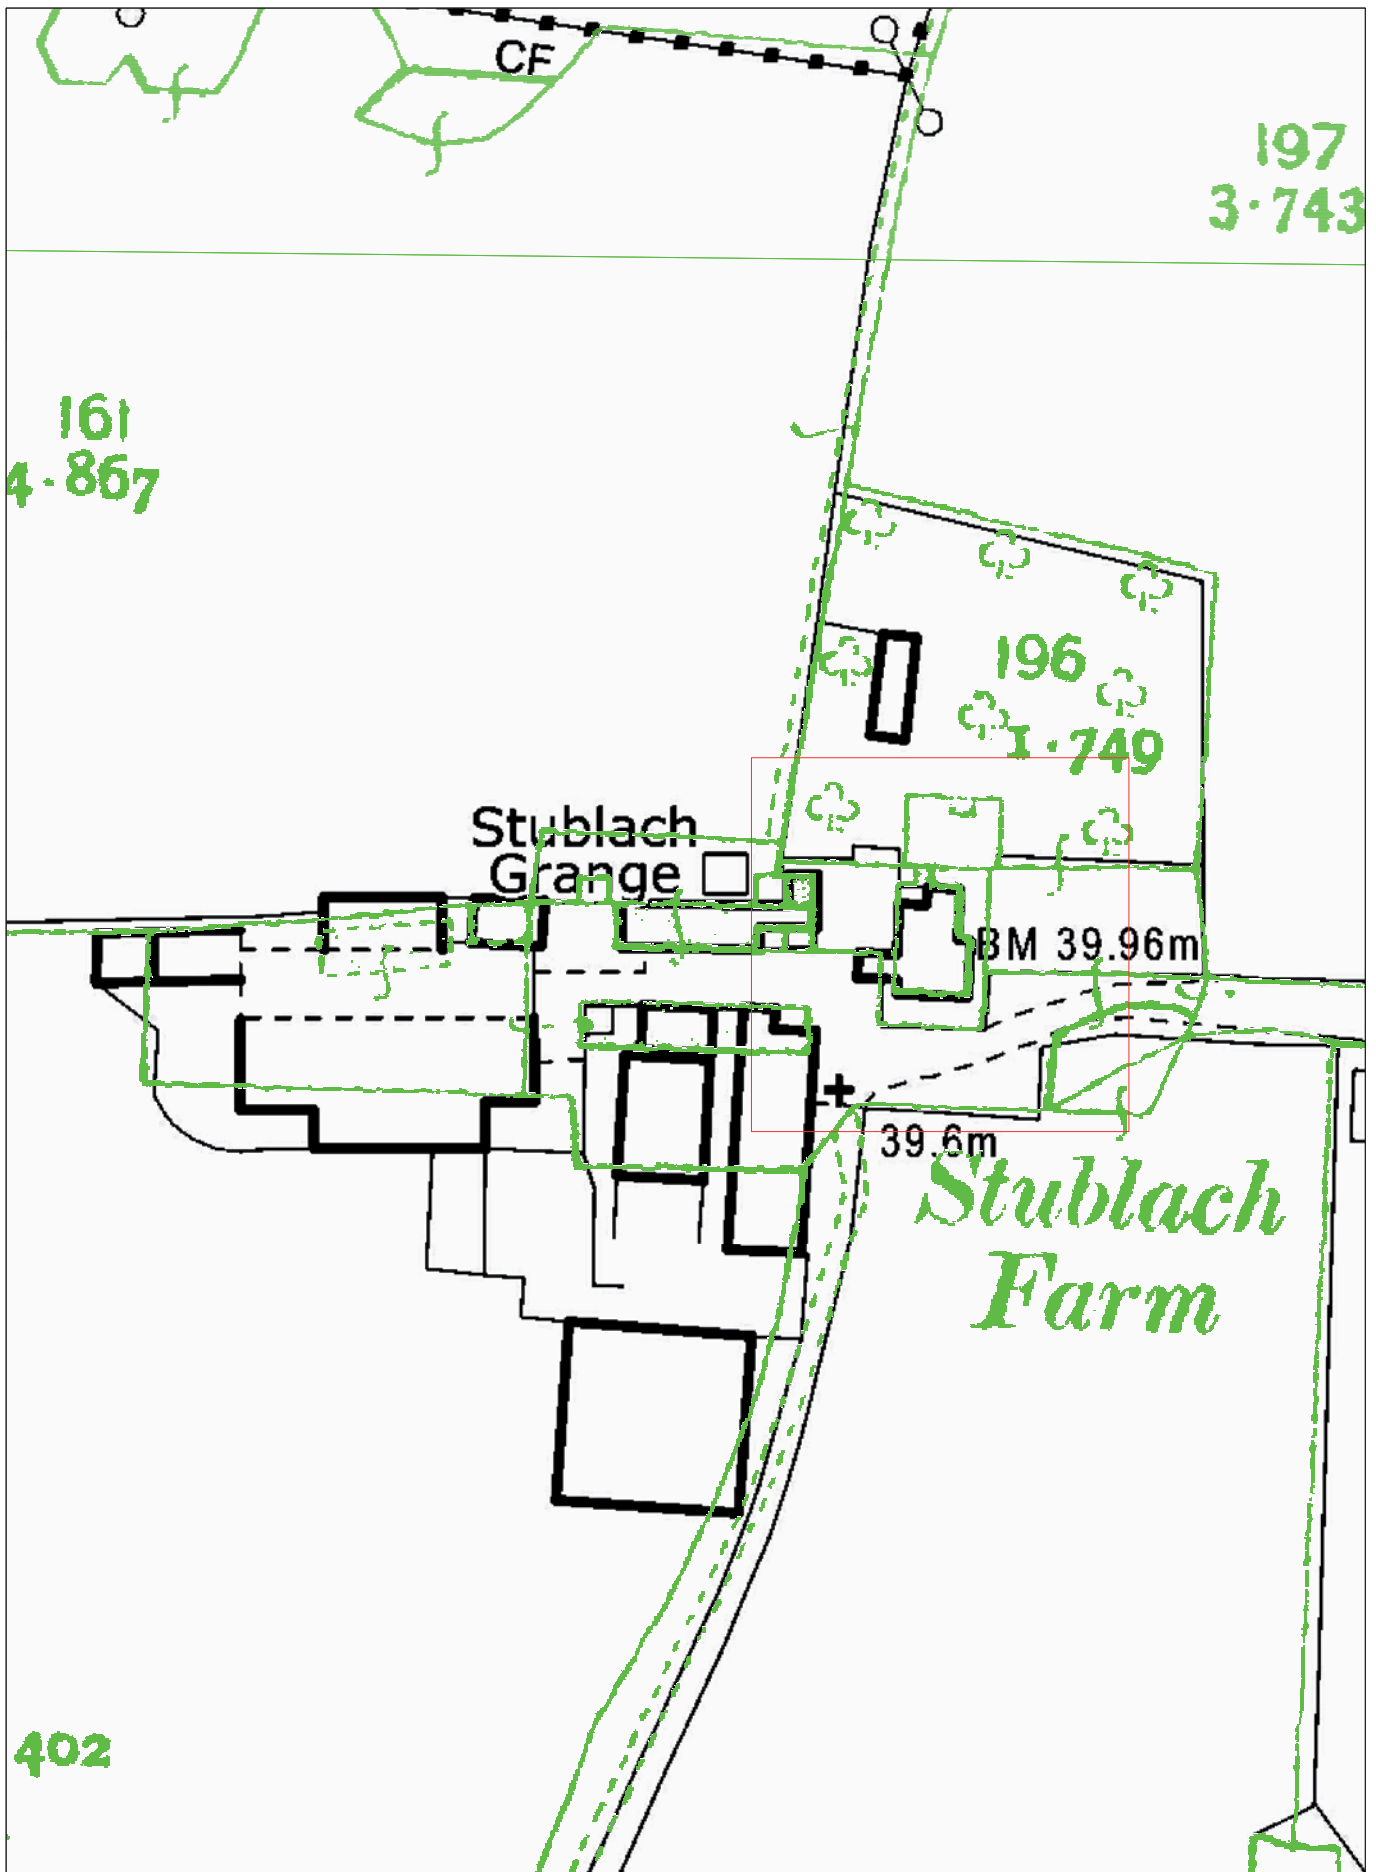 CF
197
3·743
161
4·867
196
1·749
Stublach
Grange
BM 39.96m
39.6m
Stublach
Farm
402